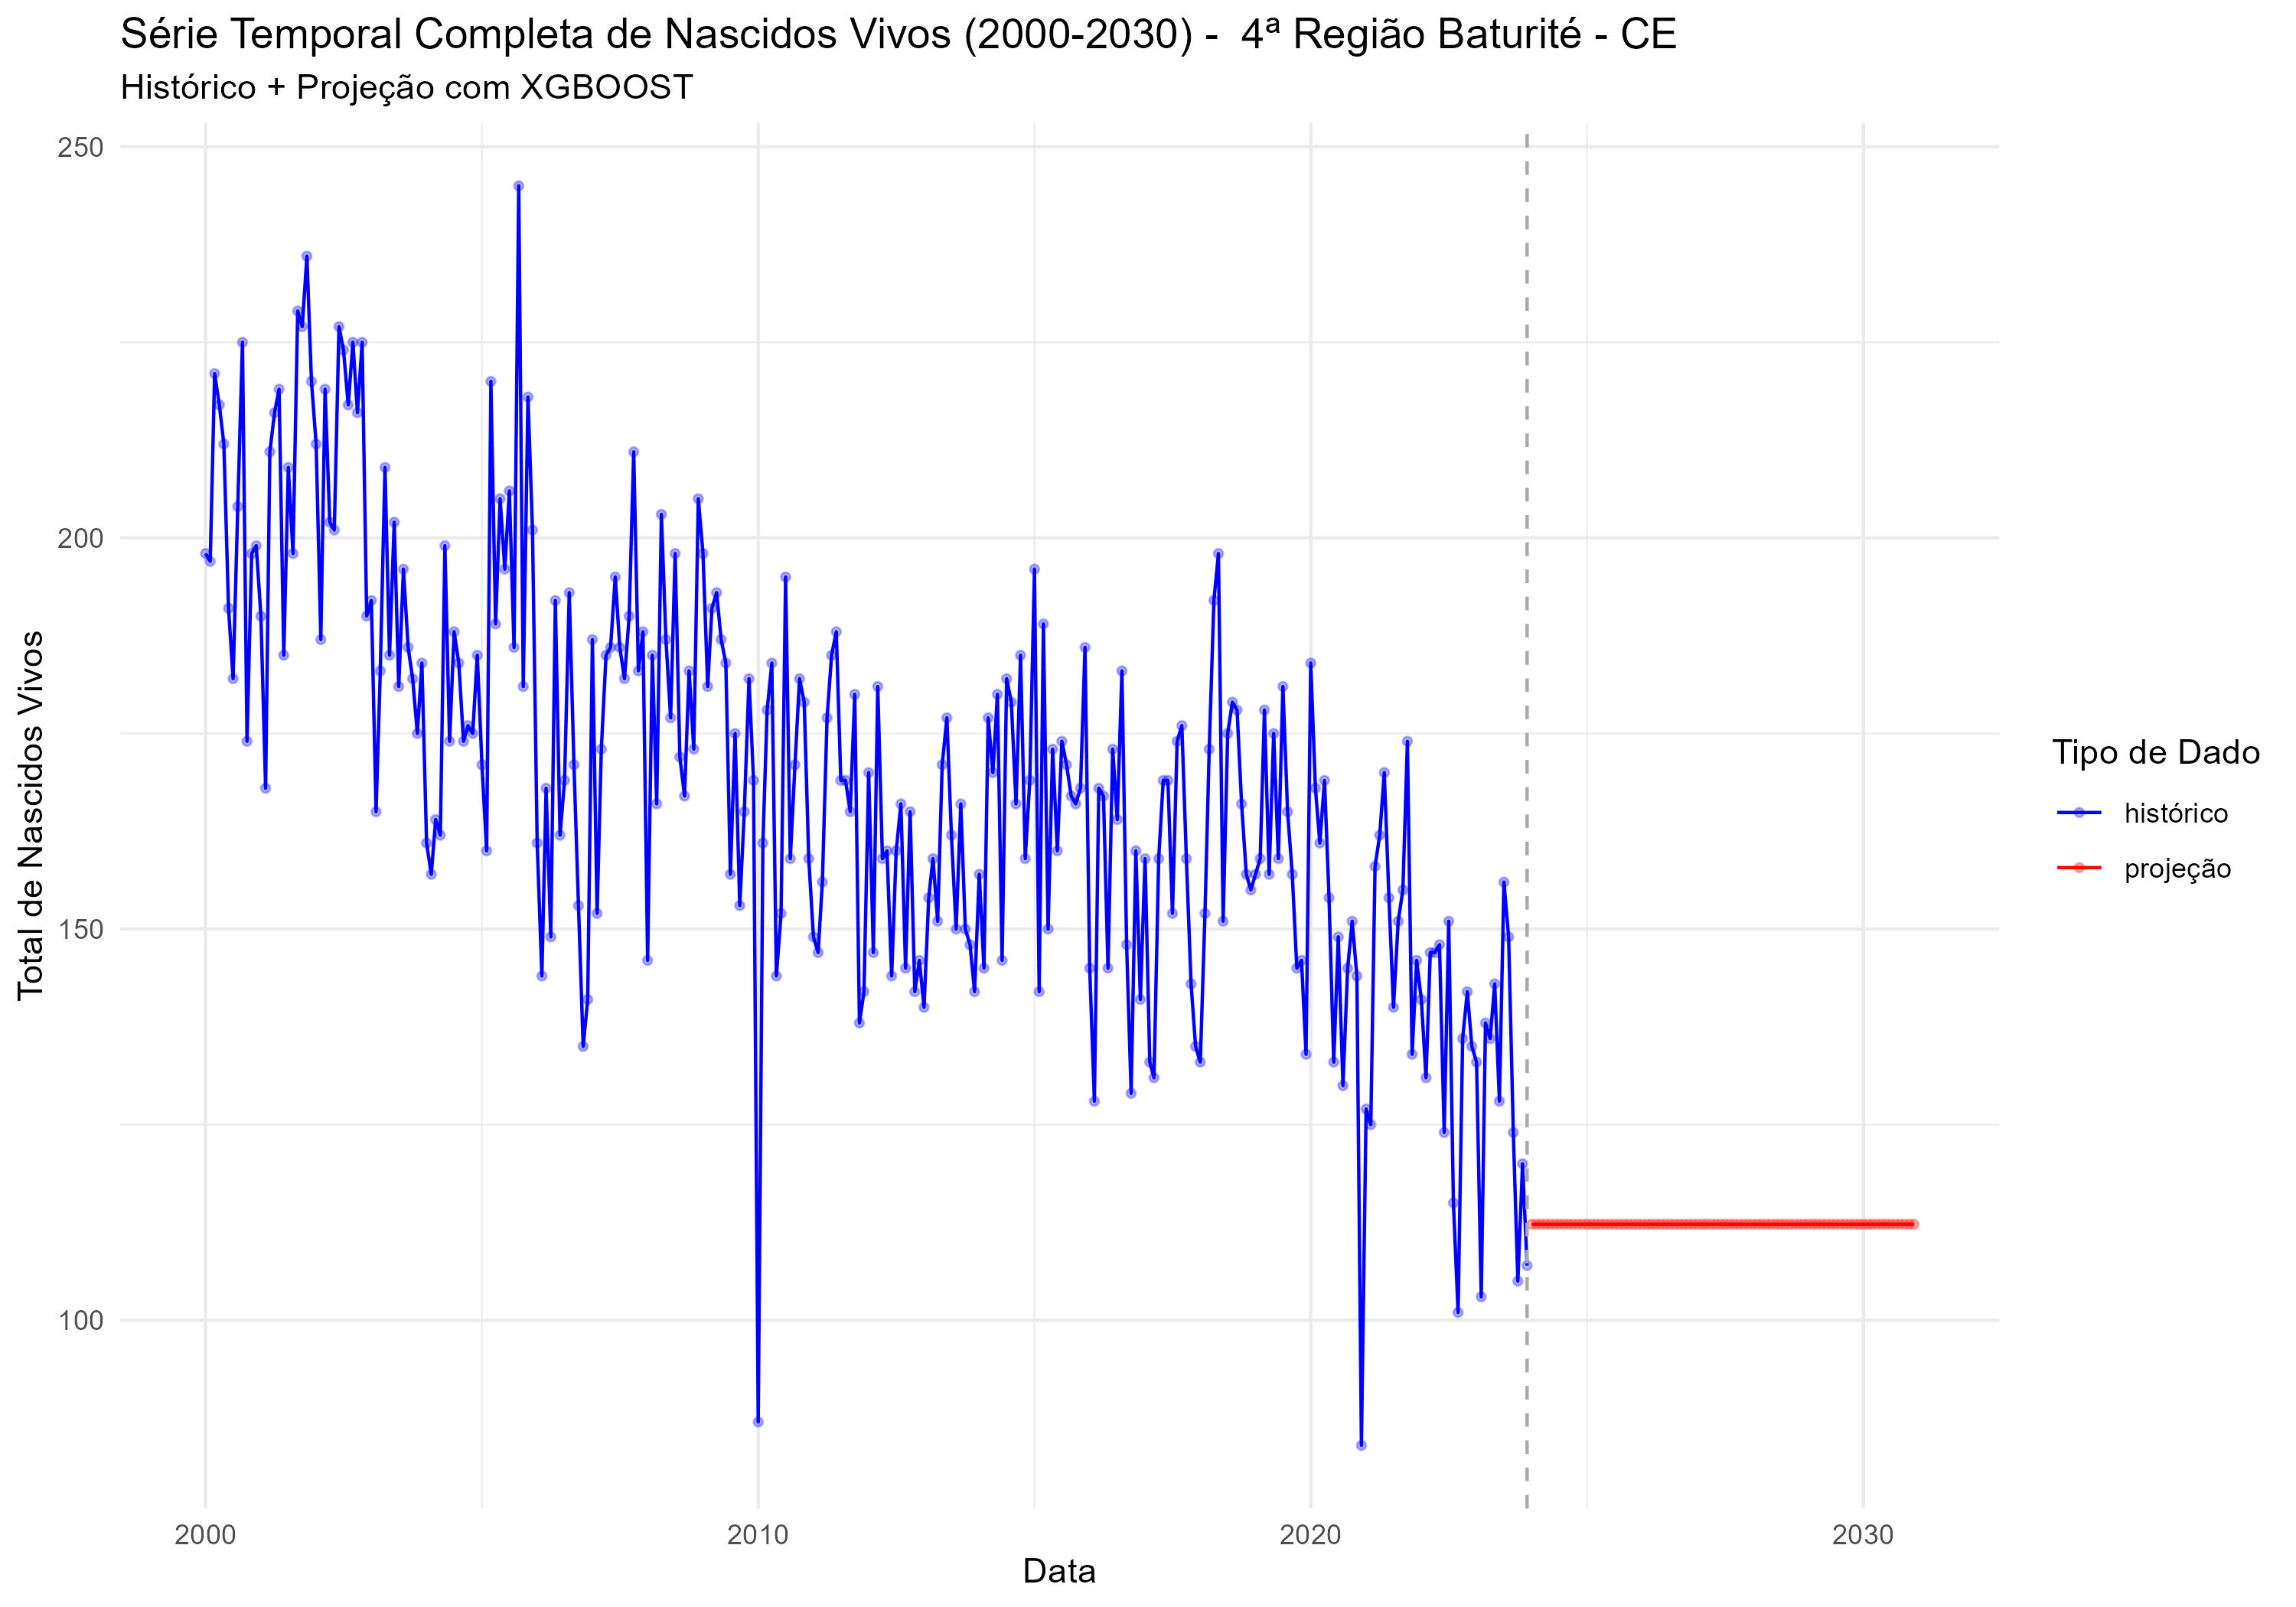 Série Temporal Completa de Nascidos Vivos (2000-2030) -  4ª Região Baturité - CE
Histórico + Projeção com XGBOOST
Total de Nascidos Vivos
250
200
150
100
2000
2010
2020
2030
Data
Tipo de Dado
histórico
projeção